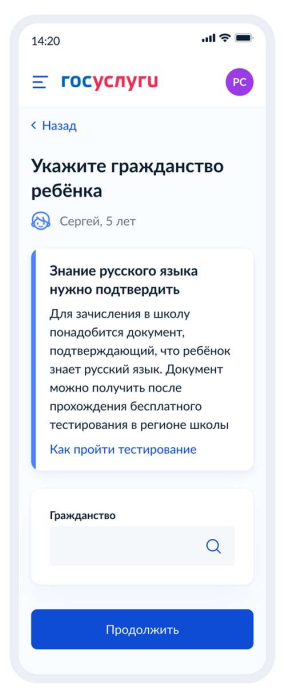 14:20
госуслуги
РС
Назад
Укажите гражданство
ребёнка
Сергей, 5 лет
Знание русского языка
нужно подтвердить
Для зачисления в школу
понадобится документ,
подтверждающий, что ребёнок
знает русский язык. Документ
можно получить после
прохождения бесплатного
тестирования в регионе школы
Как пройти тестирование
Гражданство
Продолжить